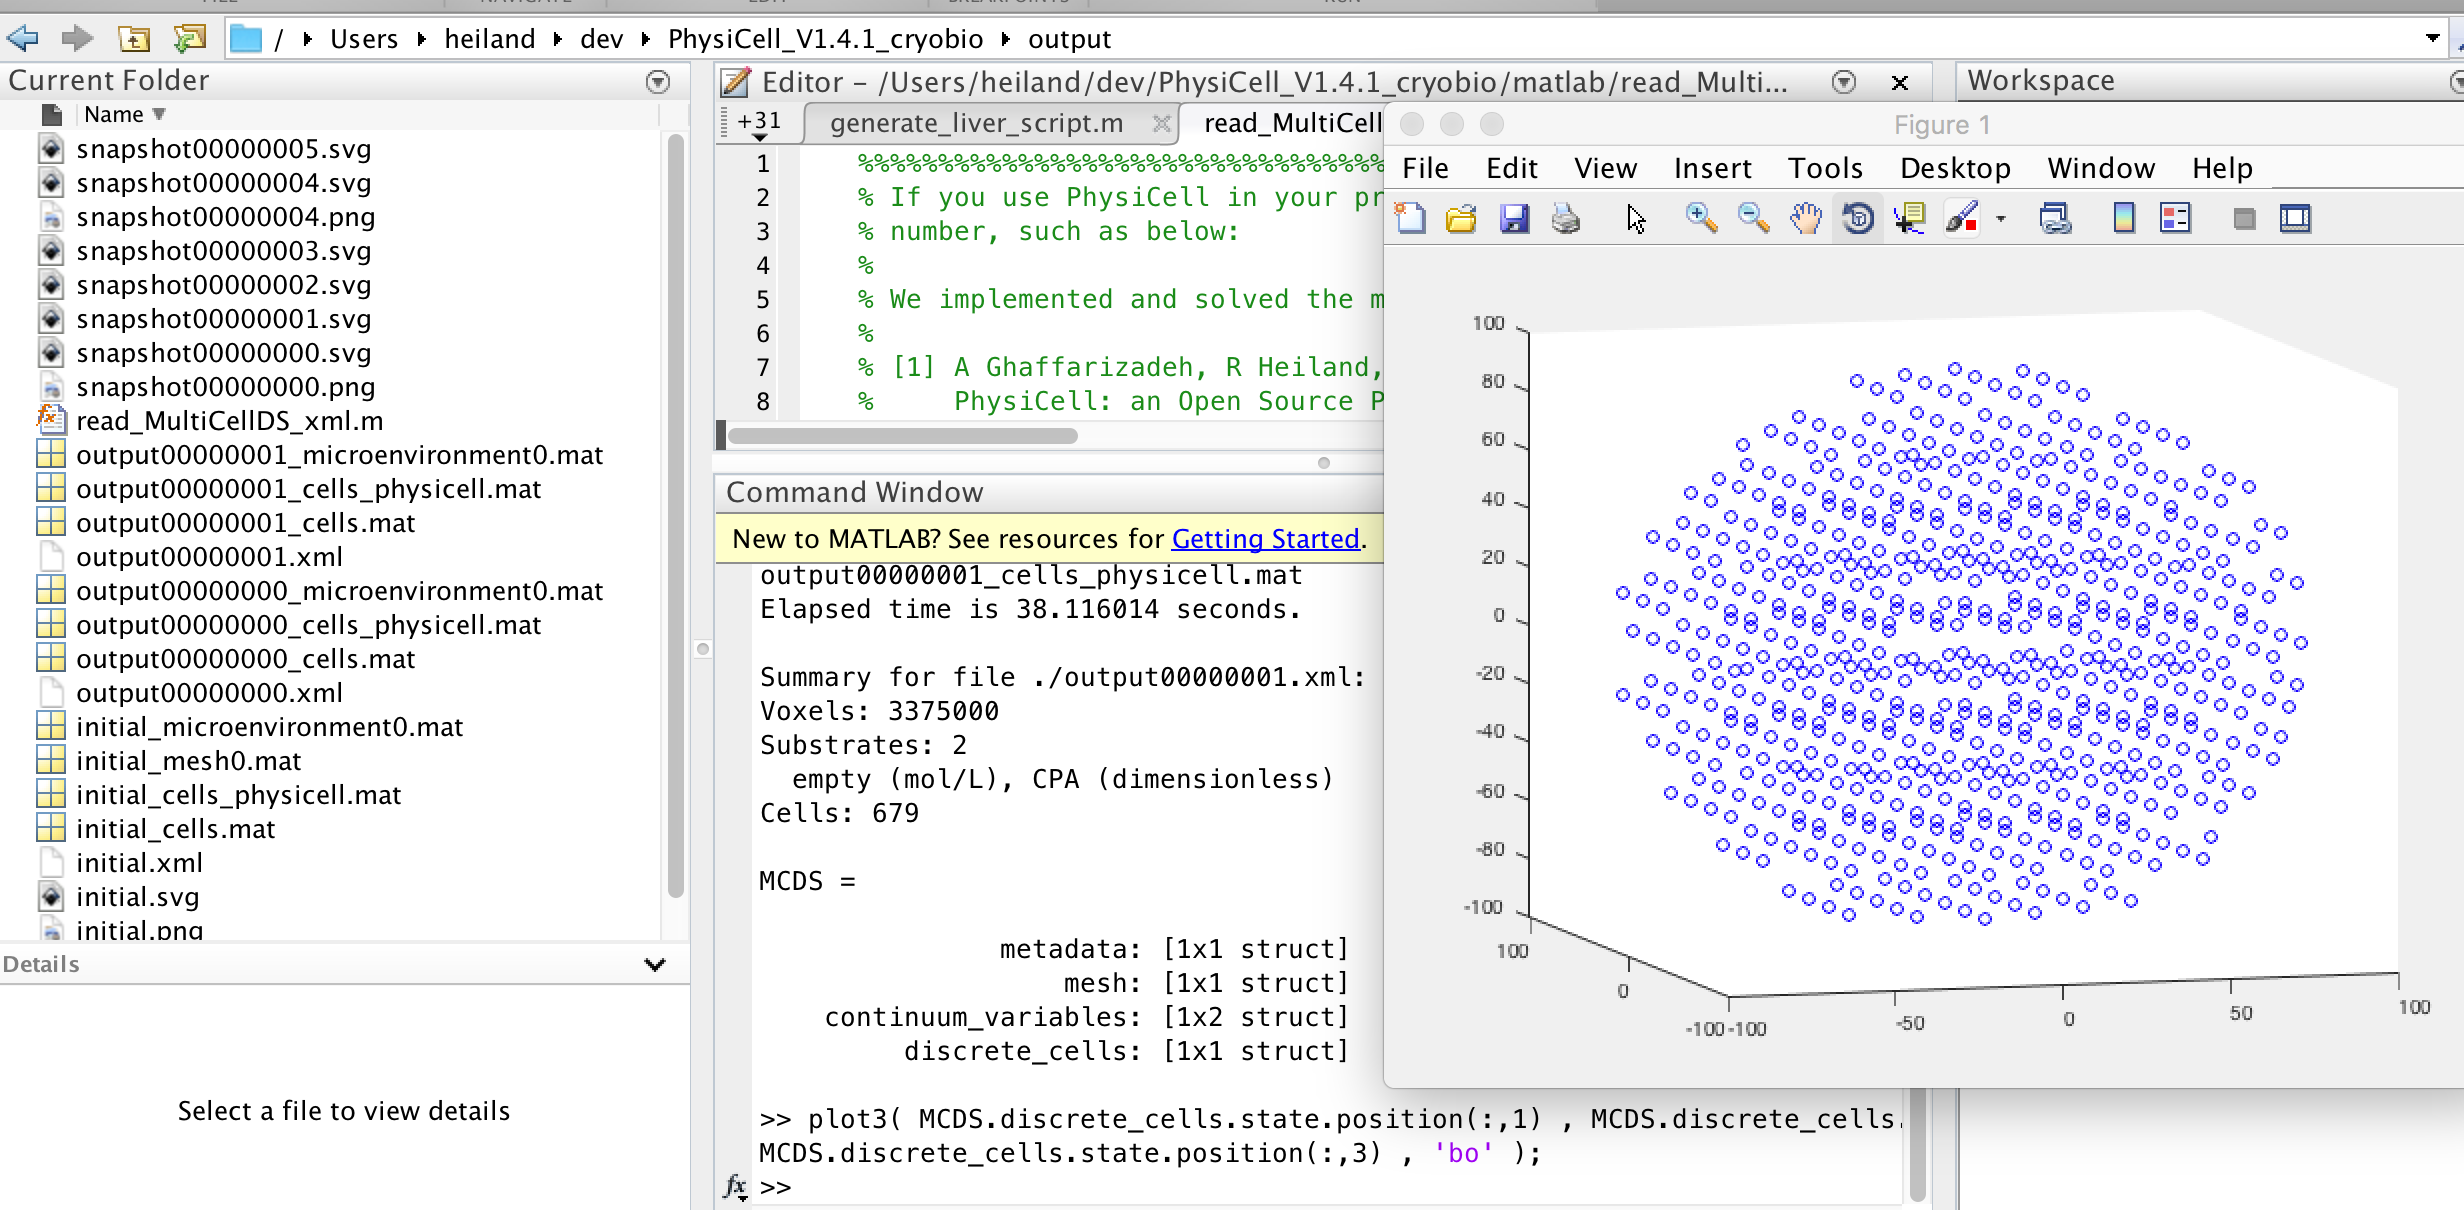 / Users heiland dev PhysiCell_V1.4.1_cryobio output
Current Folder
Name
snapshot00000005.svg
snapshot00000004.svg
snapshot00000004.png
snapshot00000003.svg
snapshot00000002.svg
snapshot00000001.svg
snapshot00000000.svg
snapshot00000000.png
read_MultiCellDS_xml.m
output00000001_microenvironment0.mat
output00000001_cells_physicell.mat
output00000001_cells.mat
output00000001.xml
output00000000_microenvironment0.mat
output00000000_cells_physicell.mat
output00000000_cells.mat
output00000000.xml
initial_microenvironment0.mat
initial_mesh0.mat
initial_cells_physicell.mat
initial_cells.mat
initial.xml
initial.svg
initial.png
Details
Select a file to view details
Editor – /Users/heiland/dev/PhysiCell_V1.4.1_cryobio/matlab/read_Multi...
+31 generate_liver_script.m read_MultiCell
1 %%%%%%%%%%%%%%%%%%%%%%%%%%%%%%%%%
2 % If you use PhysiCell in your pr
3 % number, such as below:
4 %
5 % We implemented and solved the m
6 %
7 % [1] A Ghaffarizadeh, R Heiland,
8 % PhysiCell: an Open Source P
Command Window
New to MATLAB? See resources for Getting Started.
output00000001_cells_physicell.mat
Elapsed time is 38.116014 seconds.
Summary for file ./output00000001.xml:
Voxels: 3375000
Substrates: 2
empty (mol/L), CPA (dimensionless)
Cells: 679
MCDS =
metadata: [1x1 struct]
mesh: [1x1 struct]
continuum_variables: [1x2 struct]
discrete_cells: [1x1 struct]
>> plot3( MCDS.discrete_cells.state.position(:,1) , MCDS.discrete_cells.
MCDS.discrete_cells.state.position(:,3) , 'bo' );
fx >>
Workspace
Figure 1
File Edit View Insert Tools Desktop Window Help
100
80
60
40
20
0
-20
-40
-60
-80
-100
100
0
-100 -100
-50
0
50
100